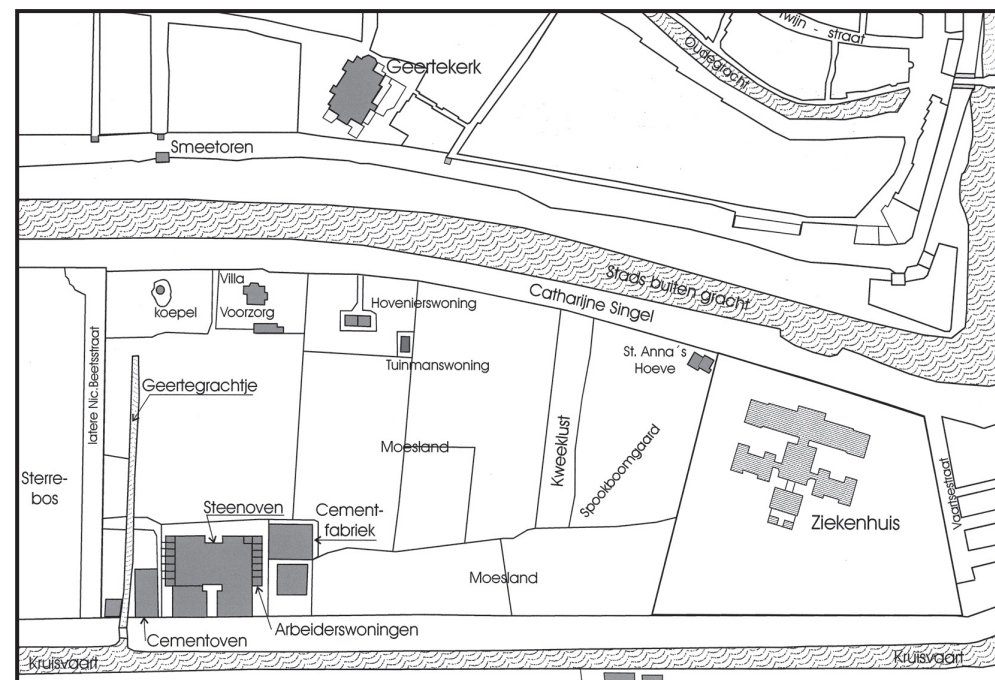 Twijn - straat
Oudegracht
Geertekerk
Smeetoren
Stads buiten gracht
Catharijne Singel
Villa
Voorzorg
koepel
Hovenierswoning
Tuinmanswoning
St. Anna´s
Hoeve
latere Nic.Beetsstraat
Geertegrachtje
Moesland
Kweeklust
Spookboomgaard
Sterre-
bos
Steenoven
Cement-
fabriek
Ziekenhuis
Vaartsestraat
Moesland
Arbeiderswoningen
Cementoven
Kruisvaart
Kruisvaart